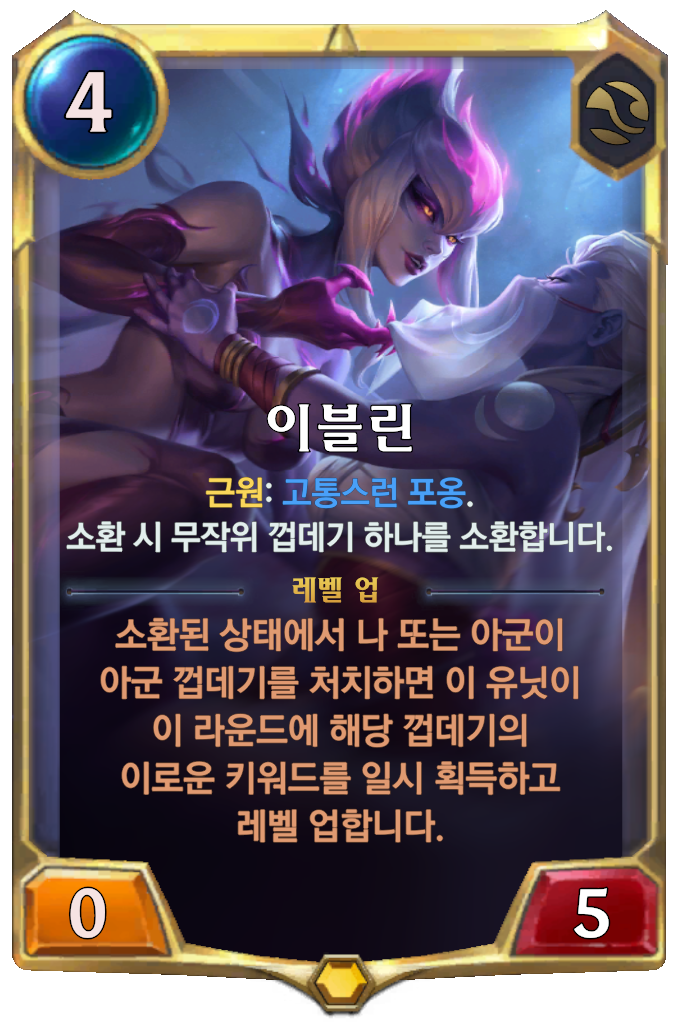 4
이블린
근원: 고통스런 포옹.
소환 시 무작위 껍데기 하나를 소환합니다.
레벨 업
소환된 상태에서 나 또는 아군이
아군 껍데기를 처치하면 이 유닛이
이 라운드에 해당 껍데기의
이로운 키워드를 일시 획득하고
레벨 업합니다.
0
5